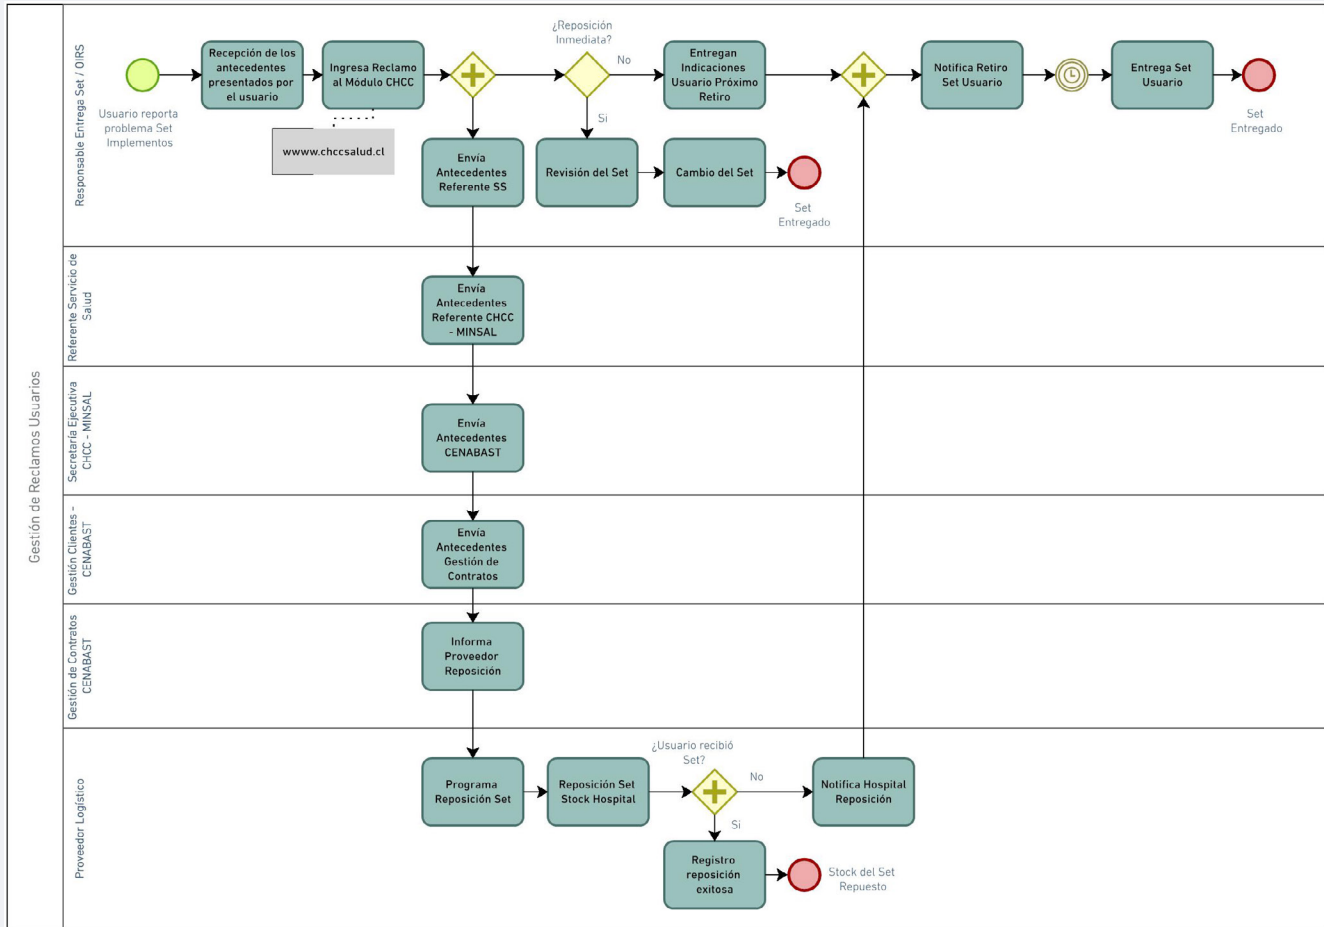 Gestión de Reclamos Usuarios
Responsable Entrega Set / OIRS
Usuario reporta
problema Set
Implementos
Recepción de los
antecedentes
presentados por
el usuario
Ingresa Reclamo
al Módulo CHCC
wwww.chccsalud.cl
Envía
Antecedentes
Referente SS
¿Reposición
Inmediata?
No
Si
Entregan
Indicaciones
Usuario Próximo
Retiro
Revisión del Set
Cambio del Set
Set
Entregado
Notifica Retiro
Set Usuario
Entrega Set
Usuario
Set
Entregado
Referente Servicio de
Salud
Envía
Antecedentes
Referente CHCC
- MINSAL
Secretaría Ejecutiva
CHCC - MINSAL
Envía
Antecedentes
CENABAST
Gestión Clientes -
CENABAST
Envía
Antecedentes
Gestión de
Contratos
Gestión de Contratos
CENABAST
Informa
Proveedor
Reposición
Proveedor Logístico
Programa
Reposición Set
Reposición Set
Stock Hospital
¿Usuario recibió
Set?
No
Si
Notifica Hospital
Reposición
Registro
reposición
exitosa
Stock del Set
Repuesto